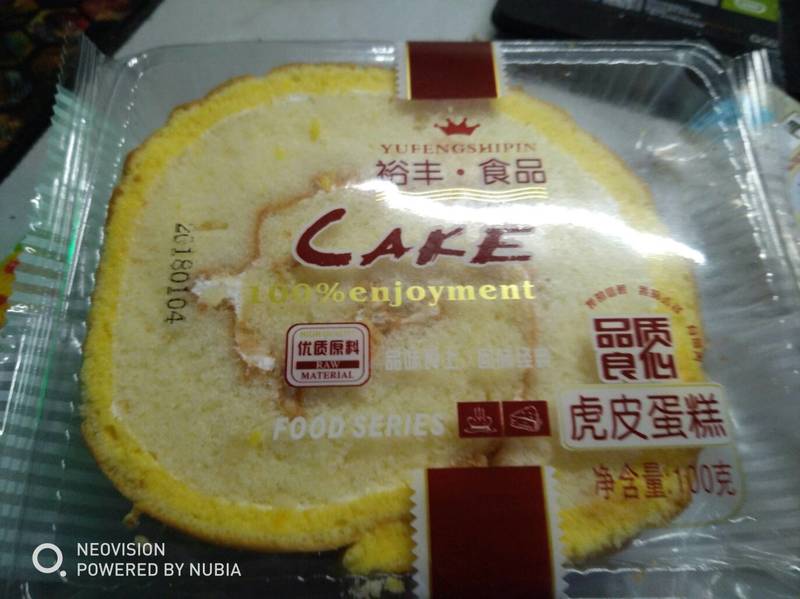 YUFENGSHIPIN
裕丰·食品
CAKE
100%enjoyment
20180104
优质原料
RAW
MATERIAL
品质
良心
FOOD SERIES
虎皮蛋糕
净含量:100克
NEOVISION
POWERED BY NUBIA